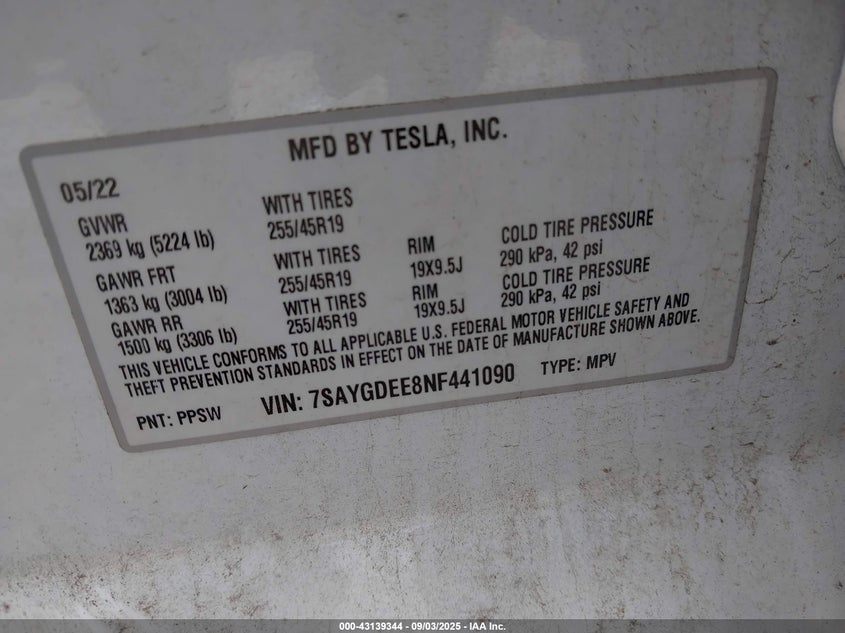 MFD BY TESLA, INC.
05/22
GVWR WITH TIRES
2369 kg (5224 lb) 255/45R19
GAWR FRT WITH TIRES RIM COLD TIRE PRESSURE
1363 kg (3004 lb) 255/45R19 19X9.5J 290 kPa, 42 psi
GAWR RR WITH TIRES RIM COLD TIRE PRESSURE
1500 kg (3306 lb) 255/45R19 19X9.5J 290 kPa, 42 psi
THIS VEHICLE CONFORMS TO ALL APPLICABLE U.S. FEDERAL MOTOR VEHICLE SAFETY AND
THEFT PREVENTION STANDARDS IN EFFECT ON THE DATE OF MANUFACTURE SHOWN ABOVE.
PNT: PPSW VIN: 7SAYGDEE8NF441090 TYPE: MPV
000-43139344 - 09/03/2025 - IAA Inc.